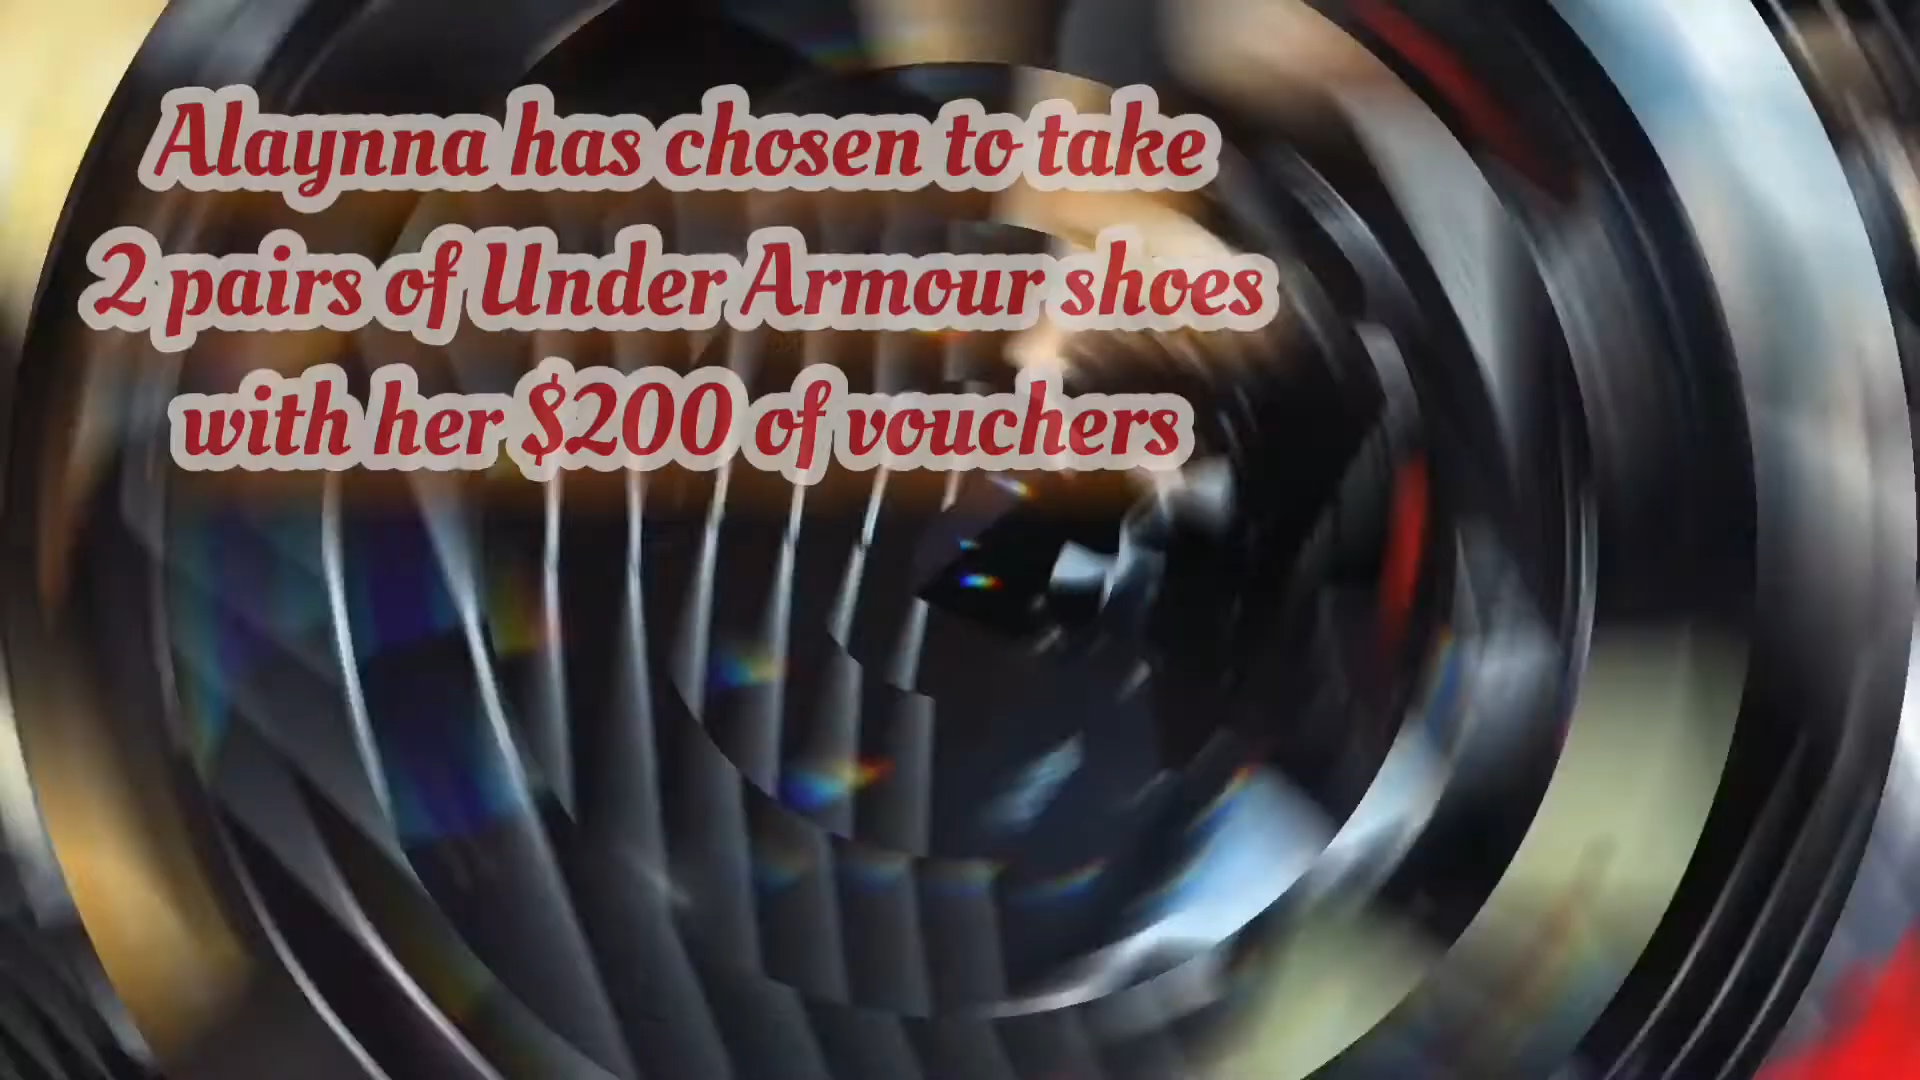 Alaynna has chosen to take
2 pairs of Under Armour shoes
with her $200 of vouchers